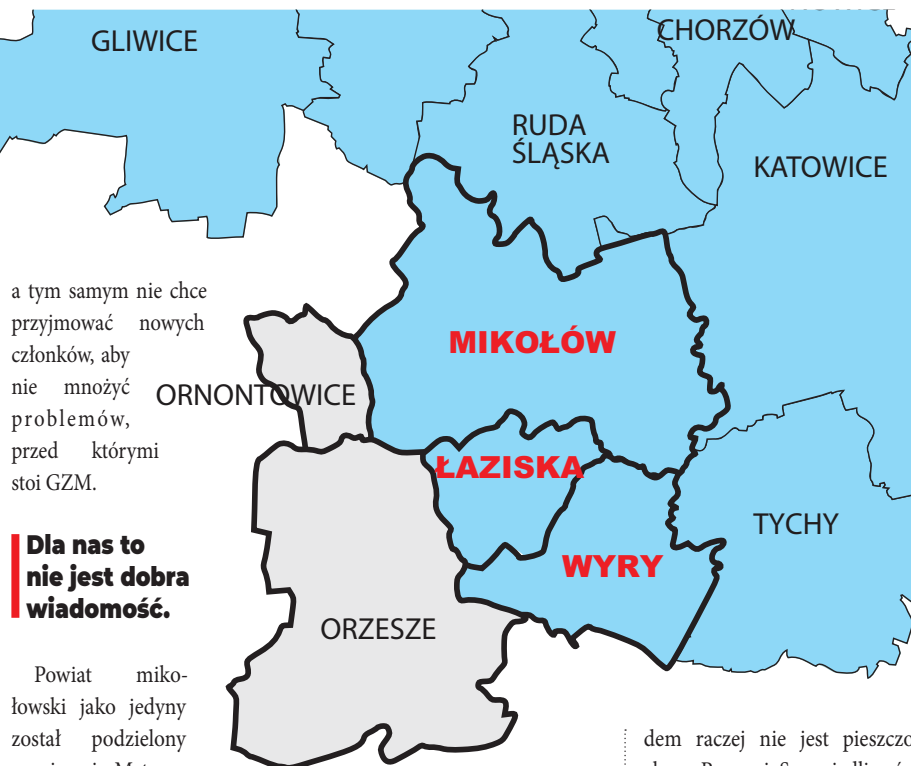 GLIWICE
CHORZÓW
RUDA
ŚLĄSKA
KATOWICE
a tym samym nie chce
przyjmować nowych
członków, aby
nie mnożyć
problemów,
przed którymi
stoi GZM.
MIKOŁÓW
ORNONTOWICE
ŁAZISKA
TYCHY
WYRY
Dla nas to
nie jest dobra
wiadomość.
ORZESZE
Powiat miko-
łowski jako jedyny
został podzielony
dem raczej nie jest pieszczo